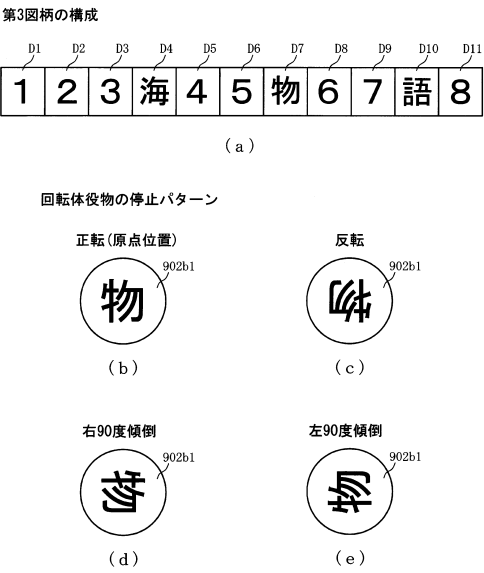 第3図柄の構成
D1 D2 D3 D4 D5 D6 D7 D8 D9 D10 D11
1 2 3 海 4 5 物 6 7 語 8
(a)
回転体役物の停止パターン
正転(原点位置) 反転
902b1 902b1
物 物
(b) (c)
右90度傾倒 左90度傾倒
902b1 902b1
物 物
(d) (e)